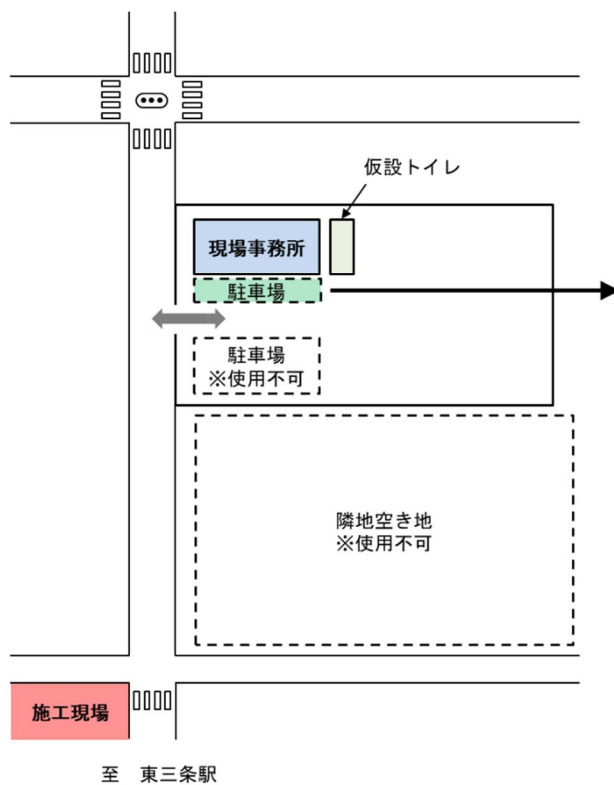 仮設トイレ
現場事務所
駐車場
駐車場
※使用不可
隣地空き地
※使用不可
施工現場
至 東三条駅